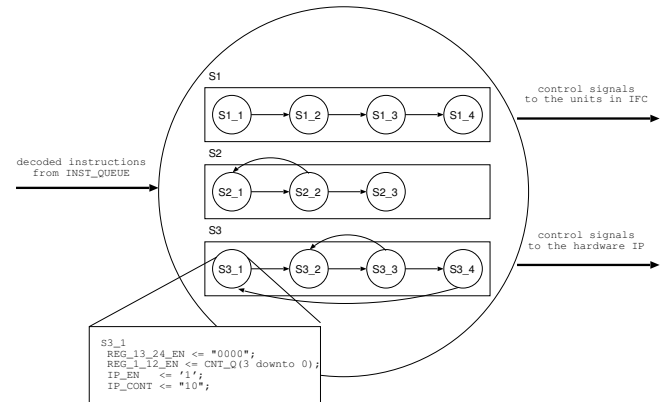 S1
S1_1 S1_2 S1_3 S1_4
control signals
to the units in IFC
S2
decoded instructions
from INST_QUEUE
S2_1 S2_2 S2_3
S3
control signals
to the hardware IP
S3_1 S3_2 S3_3 S3_4
S3_1
REG_13_24_EN <= "0000";
REG_1_12_EN <= CNT_Q(3 downto 0);
IP_EN <= '1';
IP_CONT <= "10";